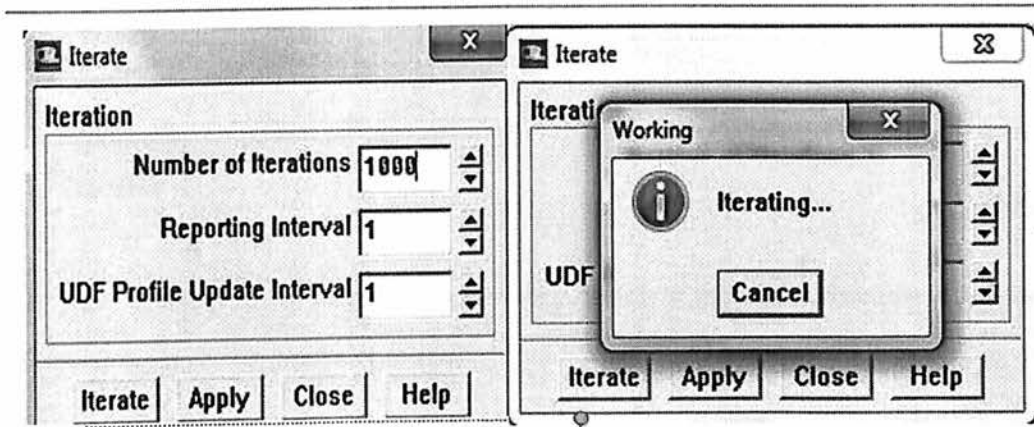 Iterate
Iteration
Number of Iterations 1000
Reporting Interval 1
UDF Profile Update Interval 1
Iterate Apply Close Help
Iterate
Iterati
Working
Iterating...
UDF
Cancel
Iterate Apply Close Help